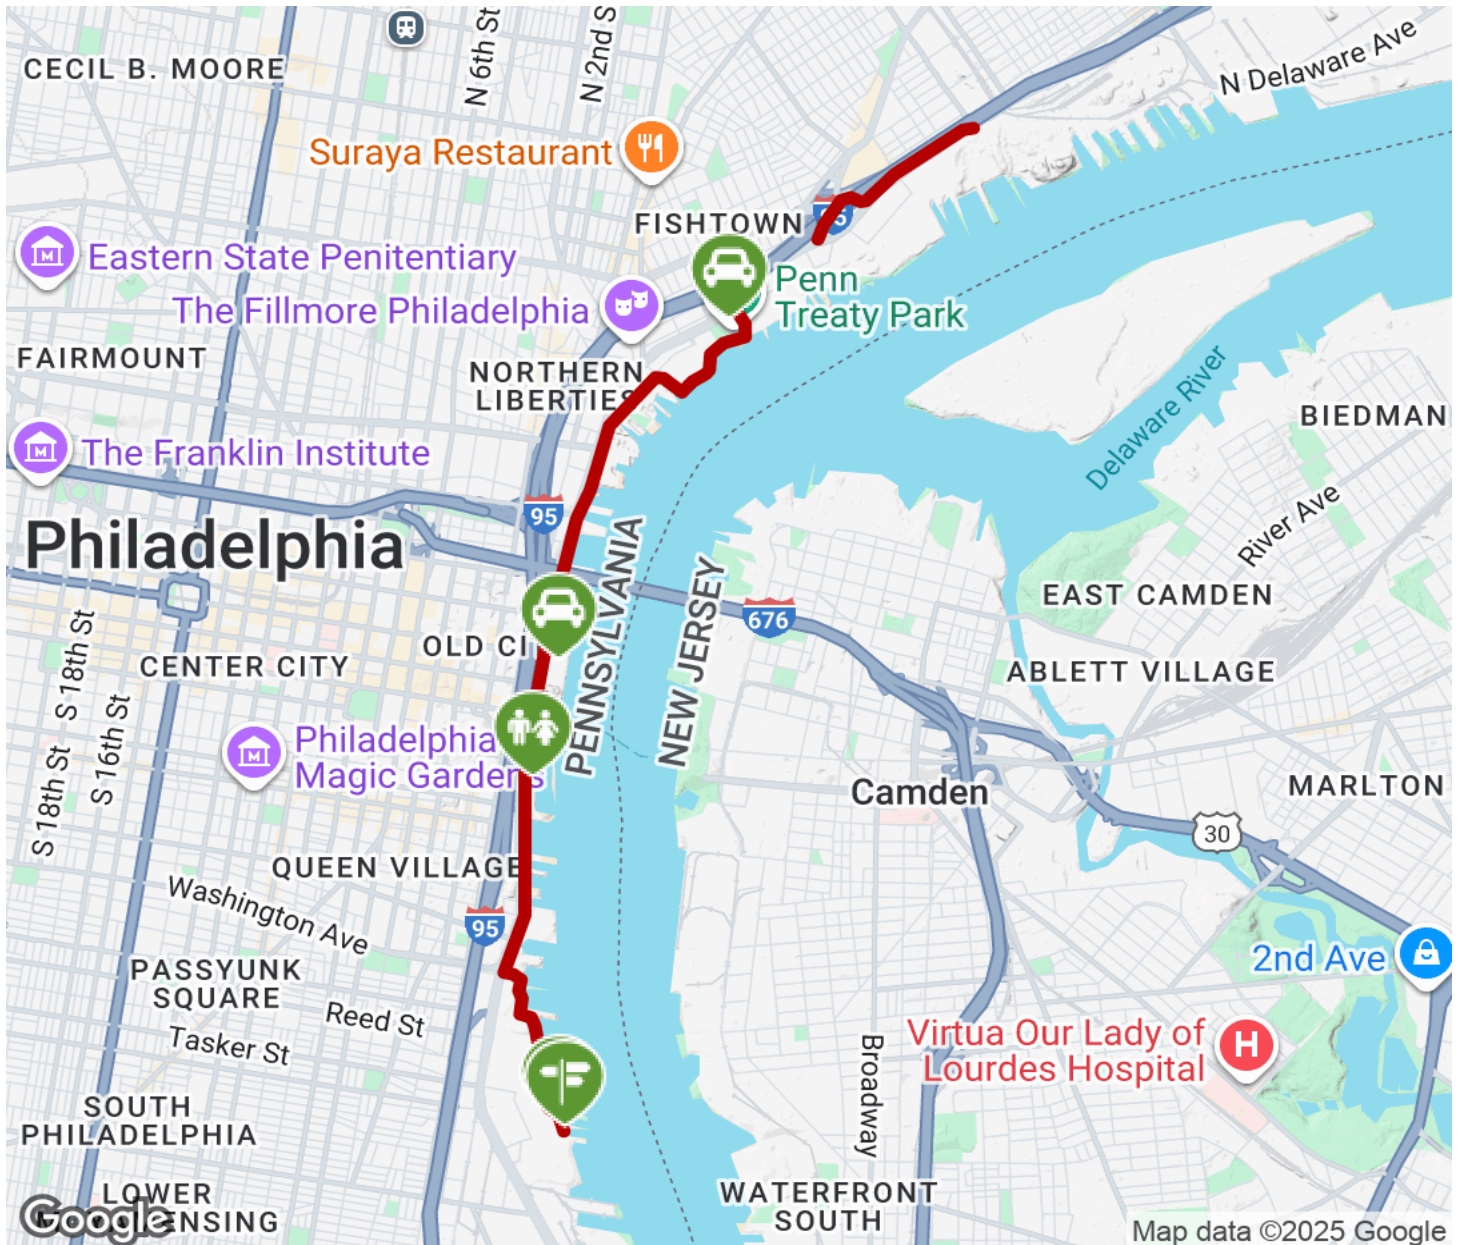 N 6th St
N 2nd S
CECIL B. MOORE
N Delaware Ave
Suraya Restaurant
FISHTOWN
Eastern State Penitentiary
Penn
Treaty Park
The Fillmore Philadelphia
FAIRMOUNT
NORTHERN
LIBERTIES
Delaware River
BIEDMAN
The Franklin Institute
River Ave
95
Philadelphia
PENNSYLVANIA
NEW JERSEY
EAST CAMDEN
676
S 18th St
OLD CI
CENTER CITY
ABLETT VILLAGE
S 16th St
Philadelphia
Magic Gardens
S 18th St
Camden
MARLTON
30
QUEEN VILLAGE
Washington Ave
95
2nd Ave
PASSYUNK
SQUARE
Reed St
Tasker St
Broadway
Virtua Our Lady of
Lourdes Hospital
H
SOUTH
PHILADELPHIA
LOWER
WATERFRONT
SOUTH
Google
Map data ©2025 Google